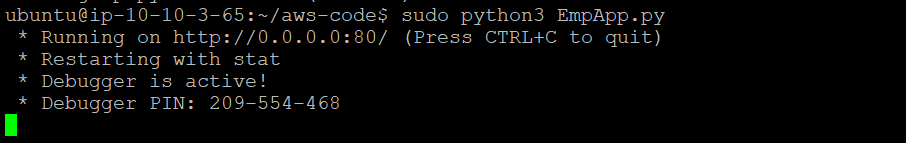 ubuntu@ip-10-10-3-65:~/aws-code$ sudo python3 EmpApp.py
 * Running on http://0.0.0.0:80/ (Press CTRL+C to quit)
 * Restarting with stat
 * Debugger is active!
 * Debugger PIN: 209-554-468